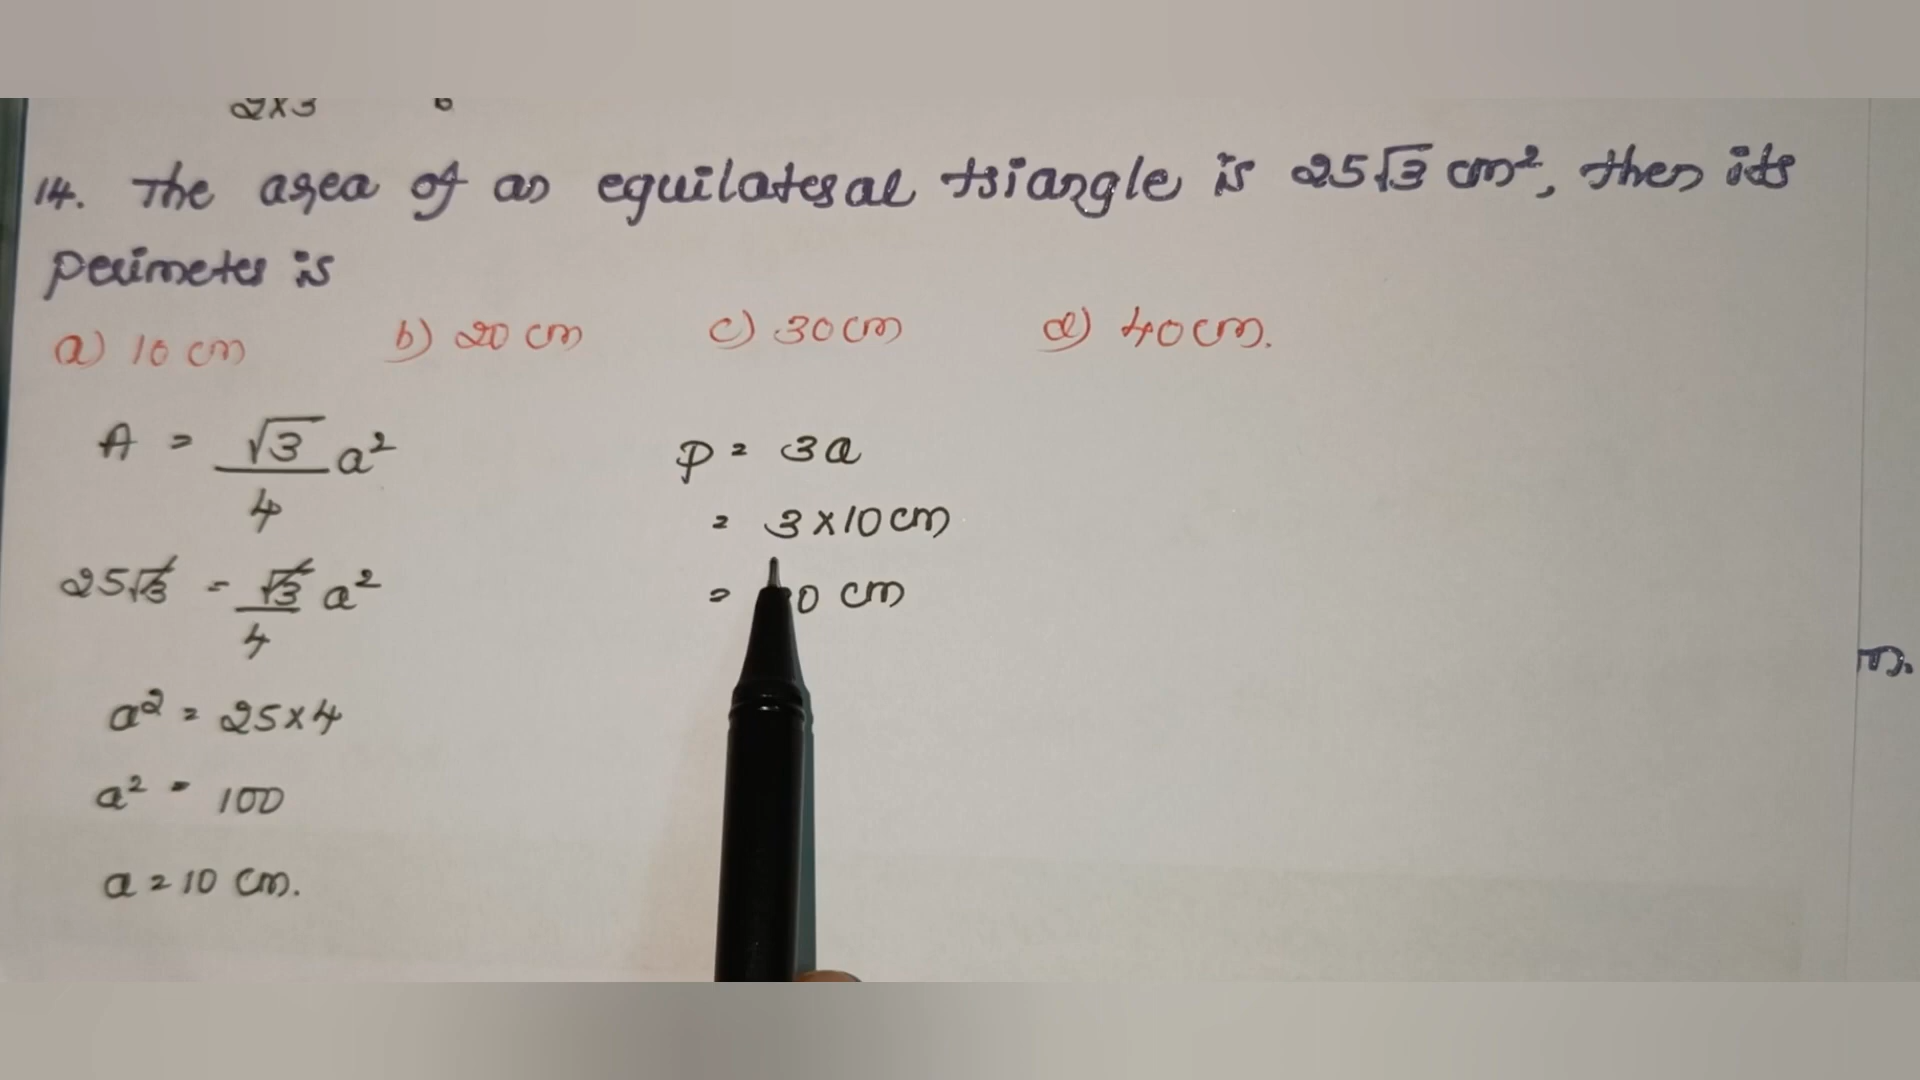 2x3 6
14. The area of an equilateral triangle is 25√3 cm², then its
perimeter is
a) 10 cm b) 20 cm c) 30 cm d) 40 cm.
A = √3/4 a²
P = 3a
= 3 x 10 cm
= 0 cm
25√3 = √3/4 a²
a² = 25 x 4
a² = 100
a = 10 cm.